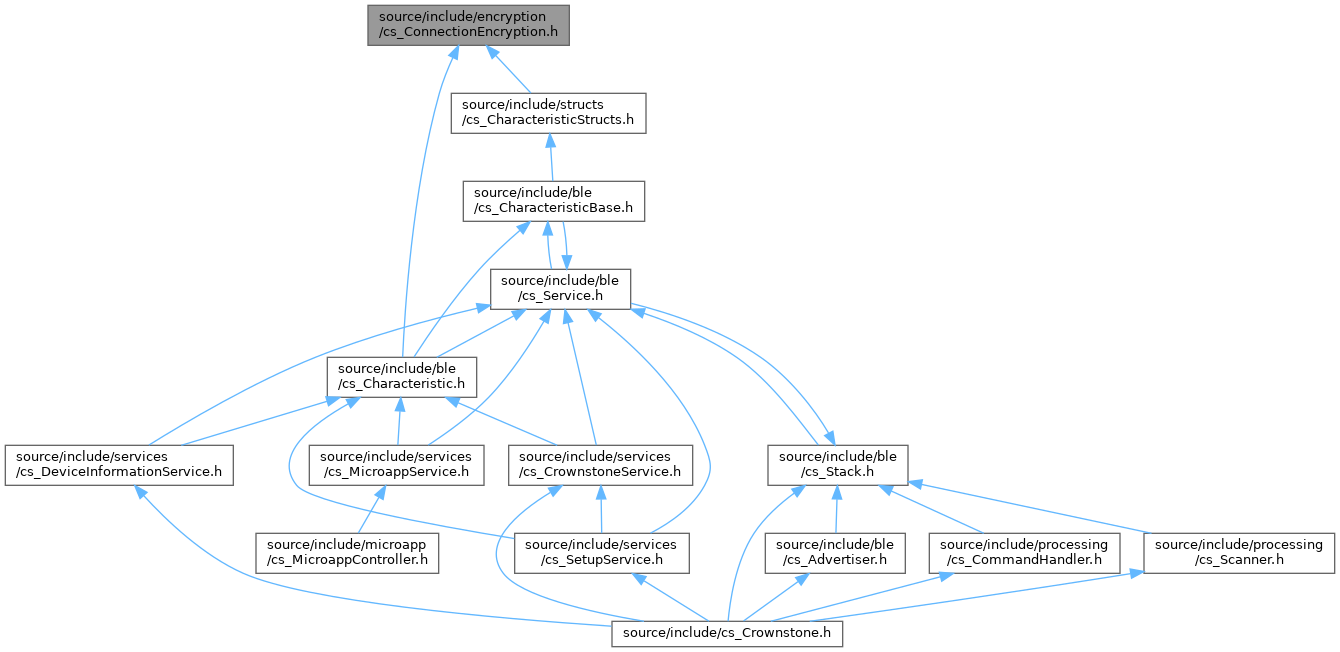 source/include/encryption
/cs_ConnectionEncryption.h
source/include/structs
/cs_CharacteristicStructs.h
source/include/ble
/cs_CharacteristicBase.h
source/include/ble
/cs_Service.h
source/include/ble
/cs_Characteristic.h
source/include/services
/cs_DeviceInformationService.h
source/include/services
/cs_MicroappService.h
source/include/services
/cs_CrownstoneService.h
source/include/ble
/cs_Stack.h
source/include/microapp
/cs_MicroappController.h
source/include/services
/cs_SetupService.h
source/include/ble
/cs_Advertiser.h
source/include/processing
/cs_CommandHandler.h
source/include/processing
/cs_Scanner.h
source/include/cs_Crownstone.h